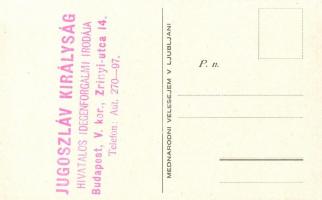 JUGOSZLÁV KIRÁLYSÁG
HIVATALOS IDEGENFORGALMI IRODÁJA
Budapest, V. ker., Zrinyi-utca 14.
Telefon: Aut. 270—97.
MEDNARODNI VELESEJEM V LJUBLJANI
P. n.